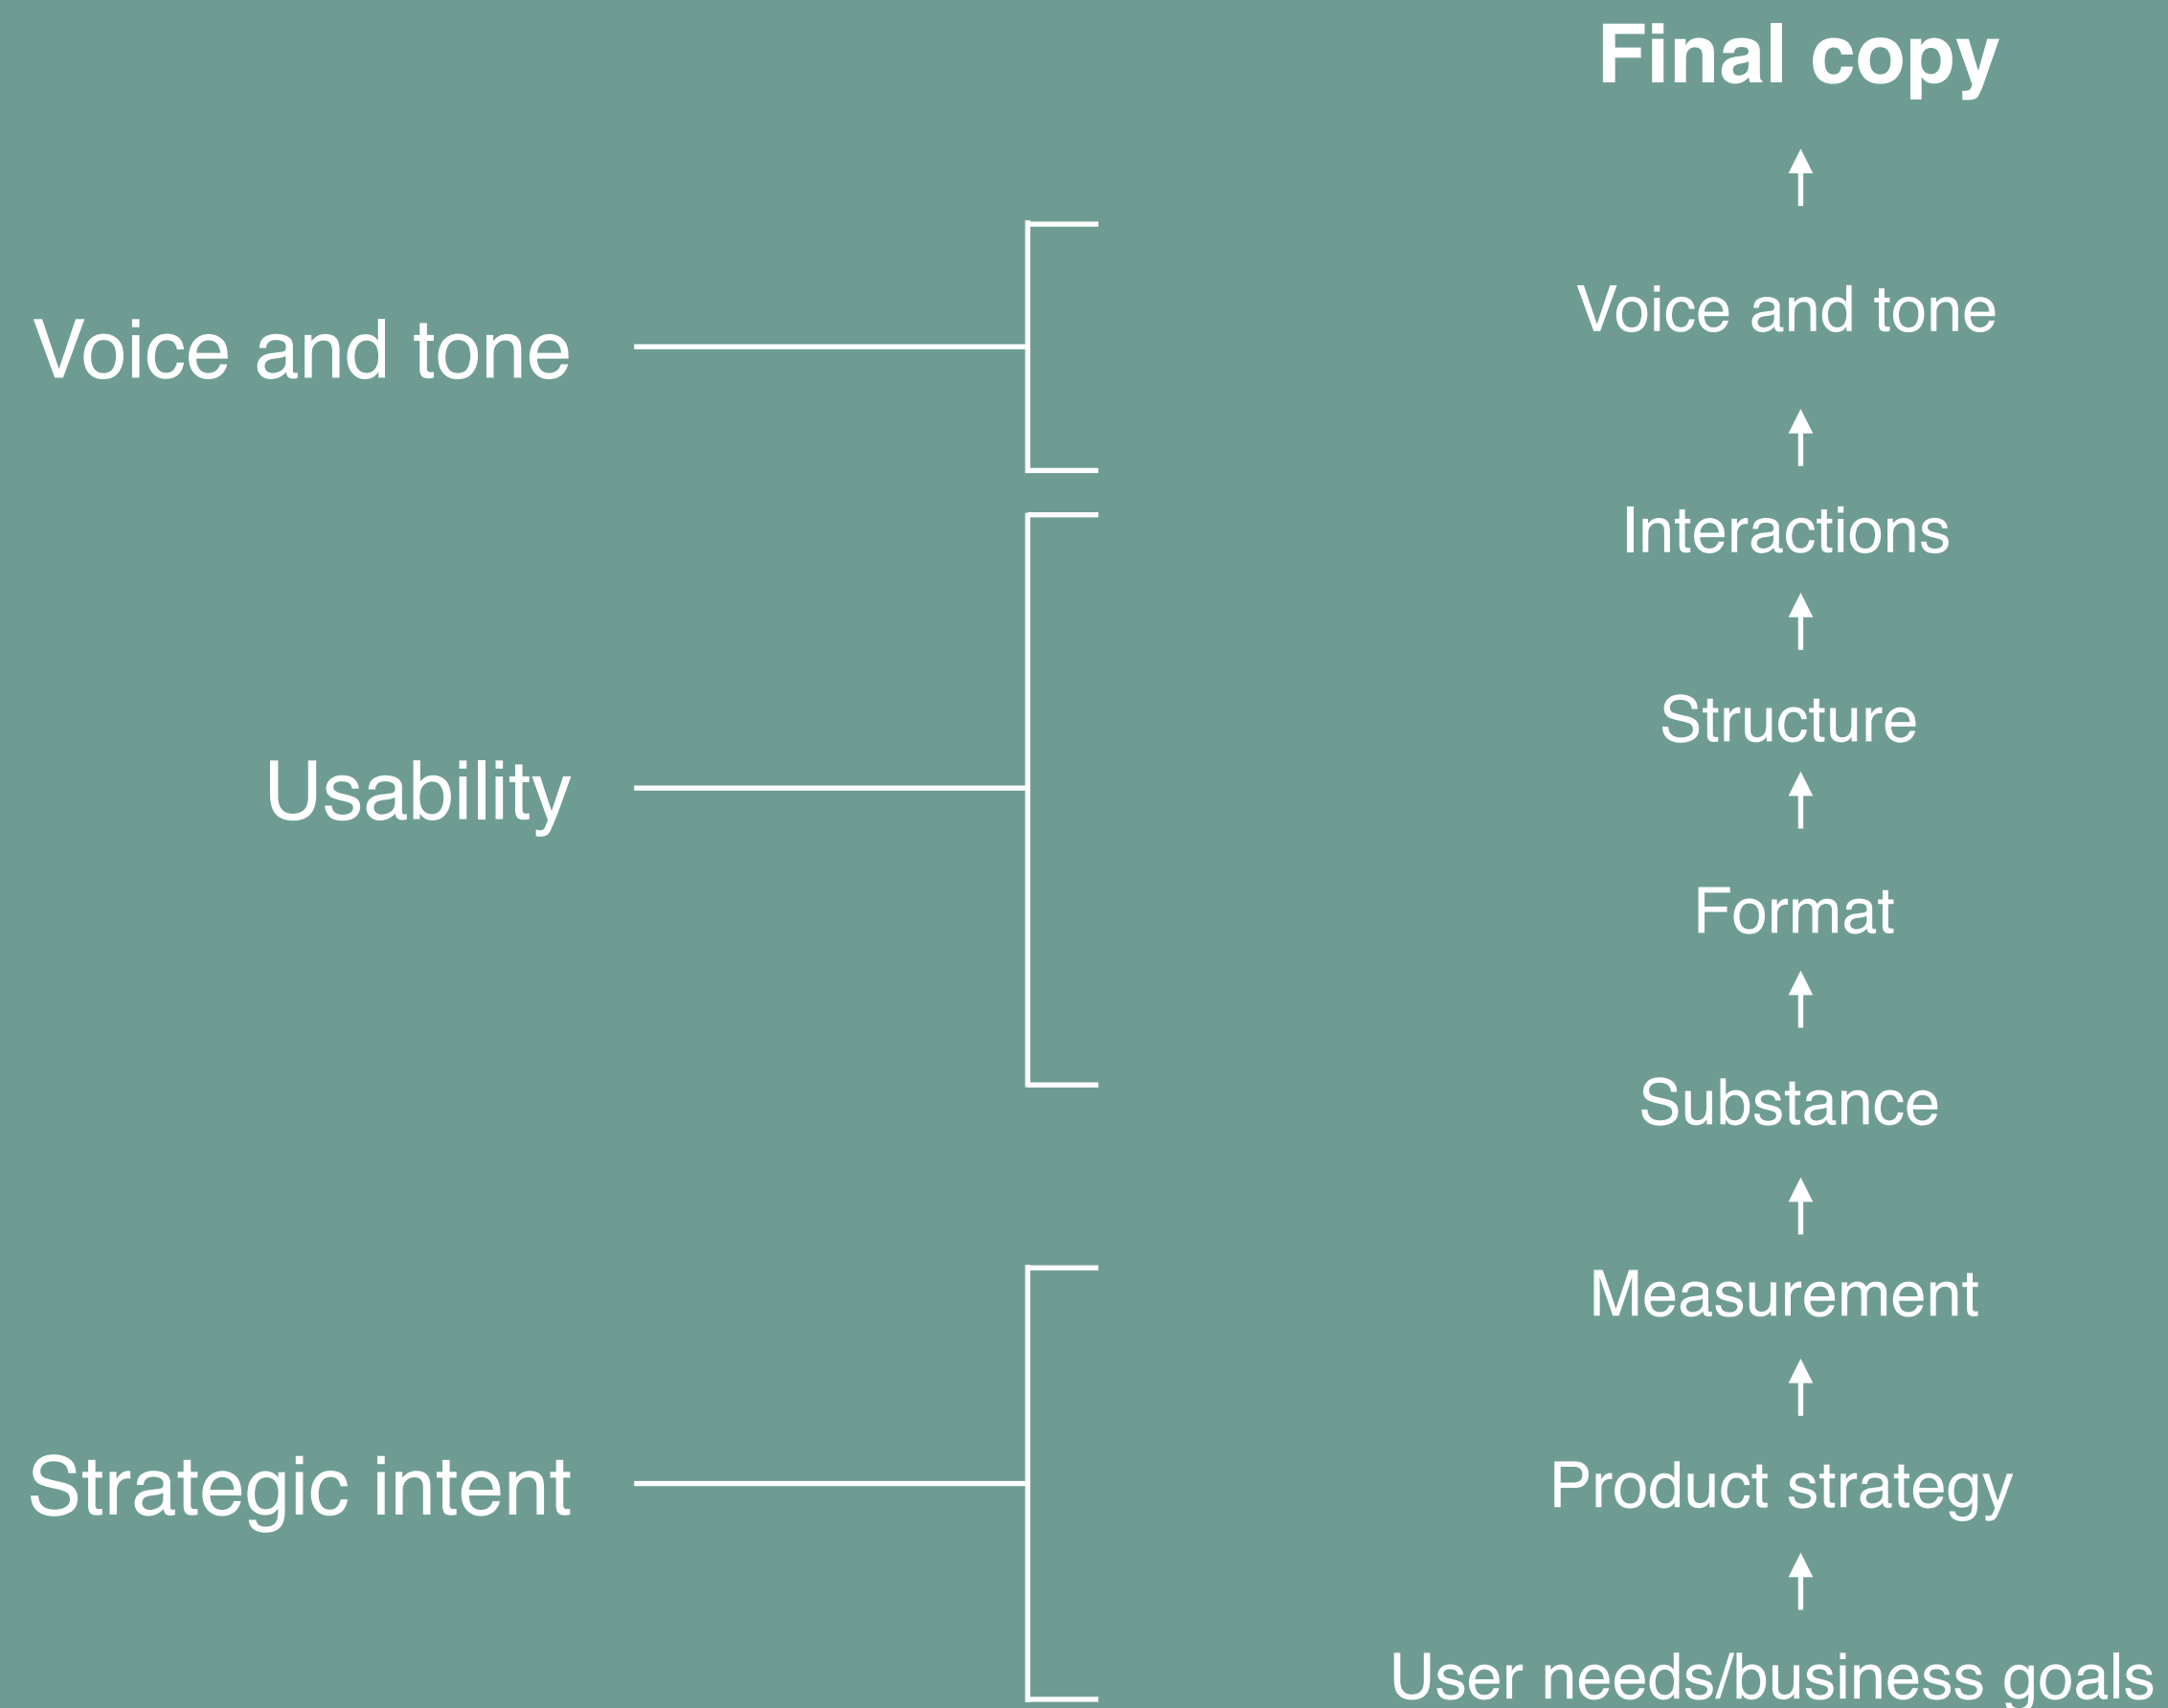 Final copy
Voice and tone
Voice and tone
Interactions
Structure
Usability
Format
Substance
Measurement
Strategic intent
Product strategy
User needs/business goals